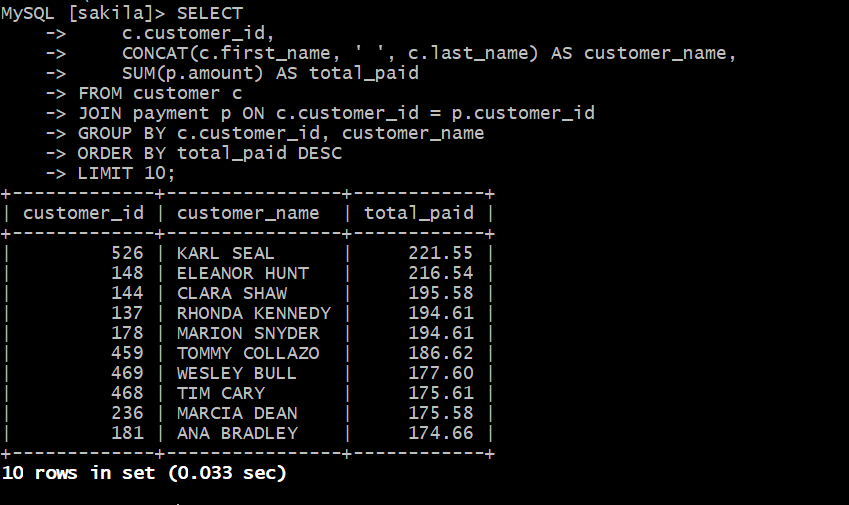 MySQL [sakila]> SELECT
    ->     c.customer_id,
    ->     CONCAT(c.first_name, ' ', c.last_name) AS customer_name,
    ->     SUM(p.amount) AS total_paid
    -> FROM customer c
    -> JOIN payment p ON c.customer_id = p.customer_id
    -> GROUP BY c.customer_id, customer_name
    -> ORDER BY total_paid DESC
    -> LIMIT 10;
+-------------+----------------+------------+
| customer_id | customer_name  | total_paid |
+-------------+----------------+------------+
|         526 | KARL SEAL      |     221.55 |
|         148 | ELEANOR HUNT   |     216.54 |
|         144 | CLARA SHAW     |     195.58 |
|         137 | RHONDA KENNEDY |     194.61 |
|         178 | MARION SNYDER  |     194.61 |
|         459 | TOMMY COLLAZO  |     186.62 |
|         469 | WESLEY BULL    |     177.60 |
|         468 | TIM CARY       |     175.61 |
|         236 | MARCIA DEAN    |     175.58 |
|         181 | ANA BRADLEY    |     174.66 |
+-------------+----------------+------------+
10 rows in set (0.033 sec)